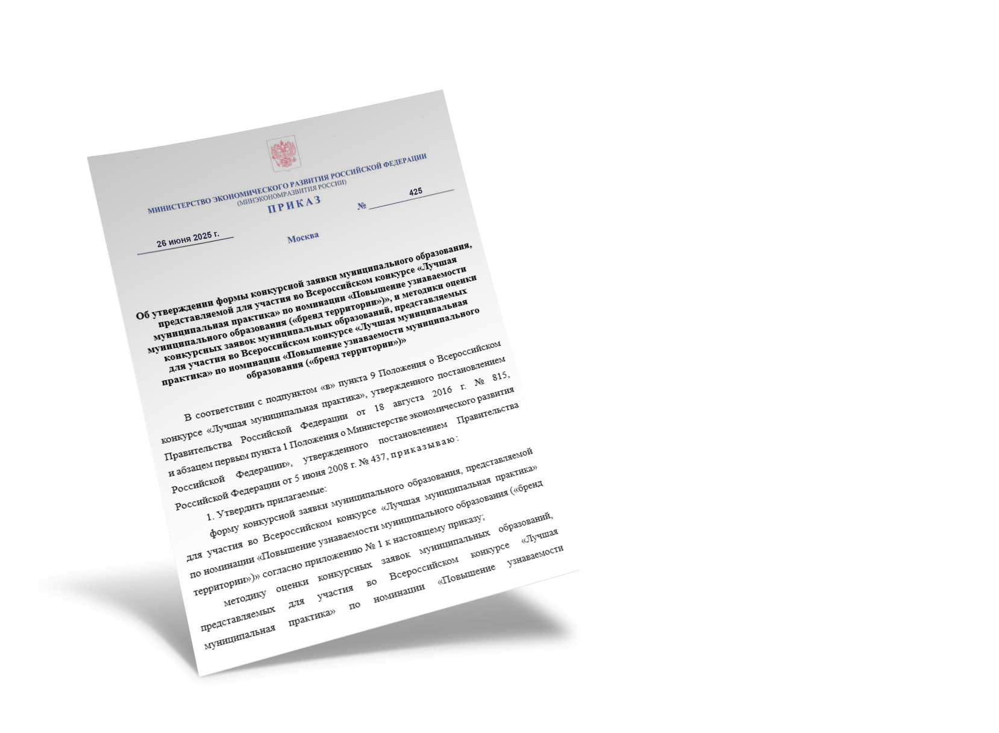 МИНИСТЕРСТВО ЭКОНОМИЧЕСКОГО РАЗВИТИЯ РОССИЙСКОЙ ФЕДЕРАЦИИ
(МИНЭКОНОМРАЗВИТИЯ РОССИИ)
ПРИКАЗ
26 июня 2025 г.
№ 425
Москва
Об утверждении формы конкурсной заявки муниципального образования,
представляемой для участия во Всероссийском конкурсе «Лучшая
муниципальная практика» по номинации «Повышение узнаваемости
муниципального образования («бренд территории»)», и методики оценки
конкурсных заявок муниципальных образований, представляемых
для участия во Всероссийском конкурсе «Лучшая муниципальная
практика» по номинации «Повышение узнаваемости муниципального
образования («бренд территории»)»
В соответствии с подпунктом «в» пункта 9 Положения о Всероссийском
конкурсе «Лучшая муниципальная практика», утвержденного постановлением
Правительства Российской Федерации от 18 августа 2016 г. № 815,
и абзацем первым пункта 1 Положения о Министерстве экономического развития
Российской Федерации», утвержденного постановлением Правительства
Российской Федерации от 5 июня 2008 г. № 437, приказываю:
1. Утвердить прилагаемые:
форму конкурсной заявки муниципального образования, представляемой
для участия во Всероссийском конкурсе «Лучшая муниципальная практика»
по номинации «Повышение узнаваемости муниципального образования («бренд
территории»)» согласно приложению № 1 к настоящему приказу;
методику оценки конкурсных заявок муниципальных образований,
представляемых для участия во Всероссийском конкурсе «Лучшая
муниципальная практика» по номинации «Повышение узнаваемости